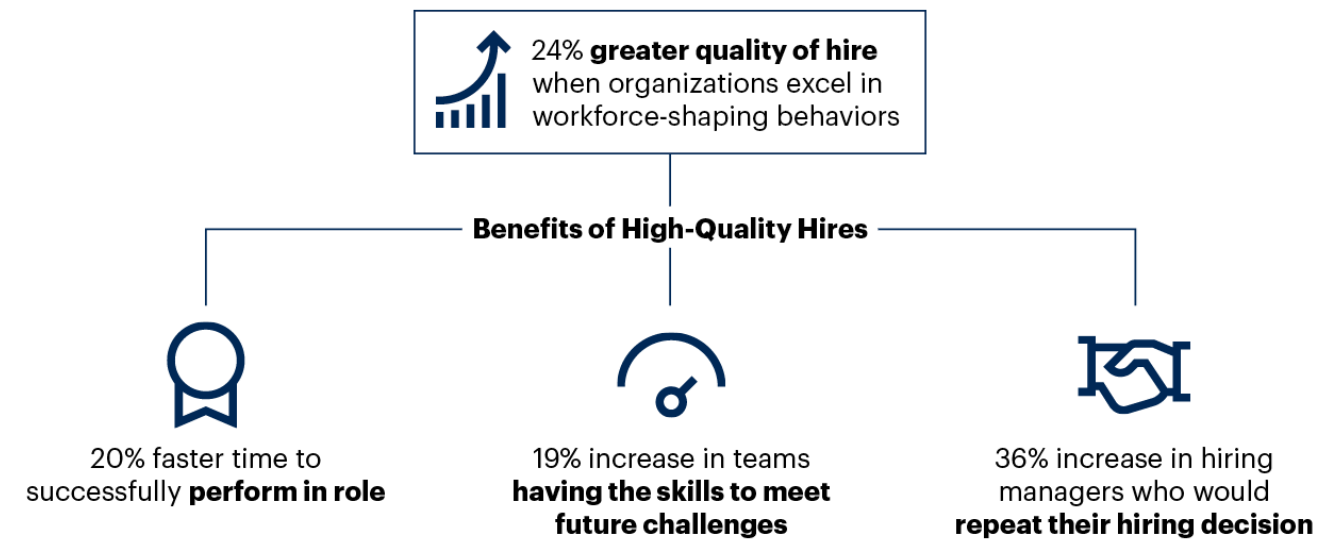 24% greater quality of hire
when organizations excel in
workforce-shaping behaviors
Benefits of High-Quality Hires
20% faster time to
successfully perform in role
19% increase in teams
having the skills to meet
future challenges
36% increase in hiring
managers who would
repeat their hiring decision